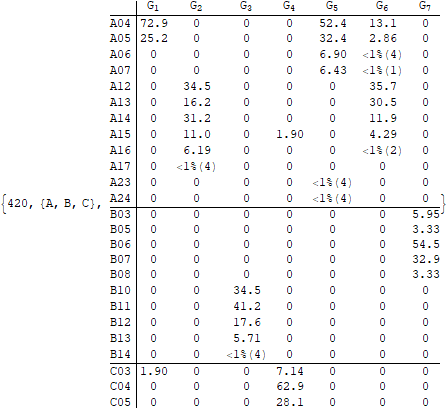 G1 G2 G3 G4 G5 G6 G7
A04 72.9 0 0 0 52.4 13.1 0
A05 25.2 0 0 0 32.4 2.86 0
A06 0 0 0 0 6.90 <1%(4) 0
A07 0 0 0 0 6.43 <1%(1) 0
A12 0 34.5 0 0 0 35.7 0
A13 0 16.2 0 0 0 30.5 0
A14 0 31.2 0 0 0 11.9 0
A15 0 11.0 0 1.90 0 4.29 0
A16 0 6.19 0 0 0 <1%(2) 0
A17 0 <1%(4) 0 0 0 0 0
A23 0 0 0 0 <1%(4) 0 0
{420, {A, B, C}, A24 0 0 0 0 <1%(4) 0 0 }
B03 0 0 0 0 0 0 5.95
B05 0 0 0 0 0 0 3.33
B06 0 0 0 0 0 0 54.5
B07 0 0 0 0 0 0 32.9
B08 0 0 0 0 0 0 3.33
B10 0 0 34.5 0 0 0 0
B11 0 0 41.2 0 0 0 0
B12 0 0 17.6 0 0 0 0
B13 0 0 5.71 0 0 0 0
B14 0 0 <1%(4) 0 0 0 0
C03 1.90 0 0 7.14 0 0 0
C04 0 0 0 62.9 0 0 0
C05 0 0 0 28.1 0 0 0